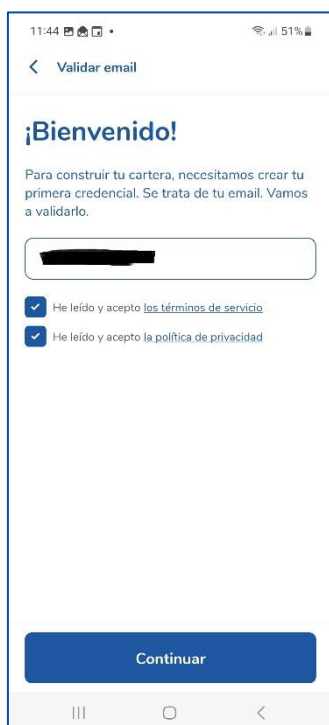 11:44
51%
Validar email
¡Bienvenido!
Para construir tu cartera, necesitamos crear tu
primera credencial. Se trata de tu email. Vamos
a validarlo.
He leído y acepto los términos de servicio
He leído y acepto la política de privacidad
Continuar